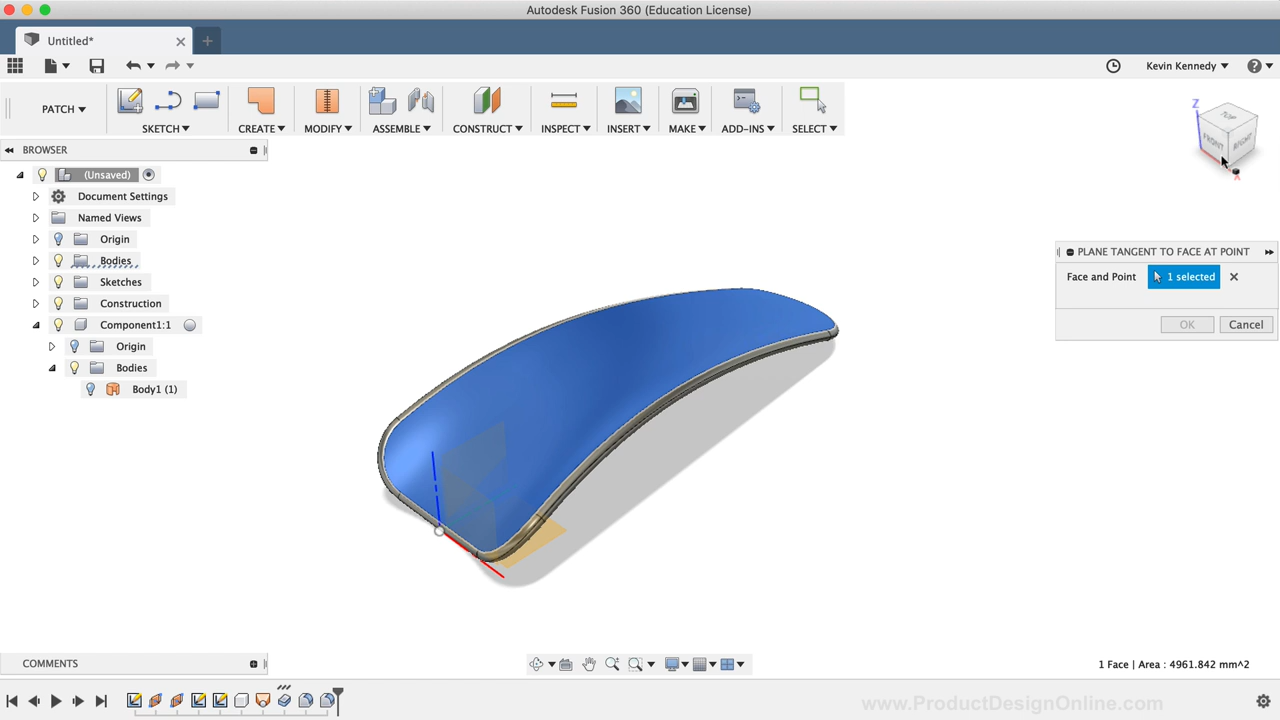 Autodesk Fusion 360 (Education License)
Untitled*
Kevin Kennedy
PATCH
SKETCH
CREATE
MODIFY
ASSEMBLE
CONSTRUCT
INSPECT
INSERT
MAKE
ADD-INS
SELECT
Z
TOP
FRONT
RIGHT
X
BROWSER
(Unsaved)
Document Settings
Named Views
Origin
Bodies
Sketches
Construction
Component1:1
Origin
Bodies
Body1 (1)
PLANE TANGENT TO FACE AT POINT
Face and Point 1 selected
OK Cancel
COMMENTS
1 Face | Area : 4961.842 mm^2
www.ProductDesignOnline.com